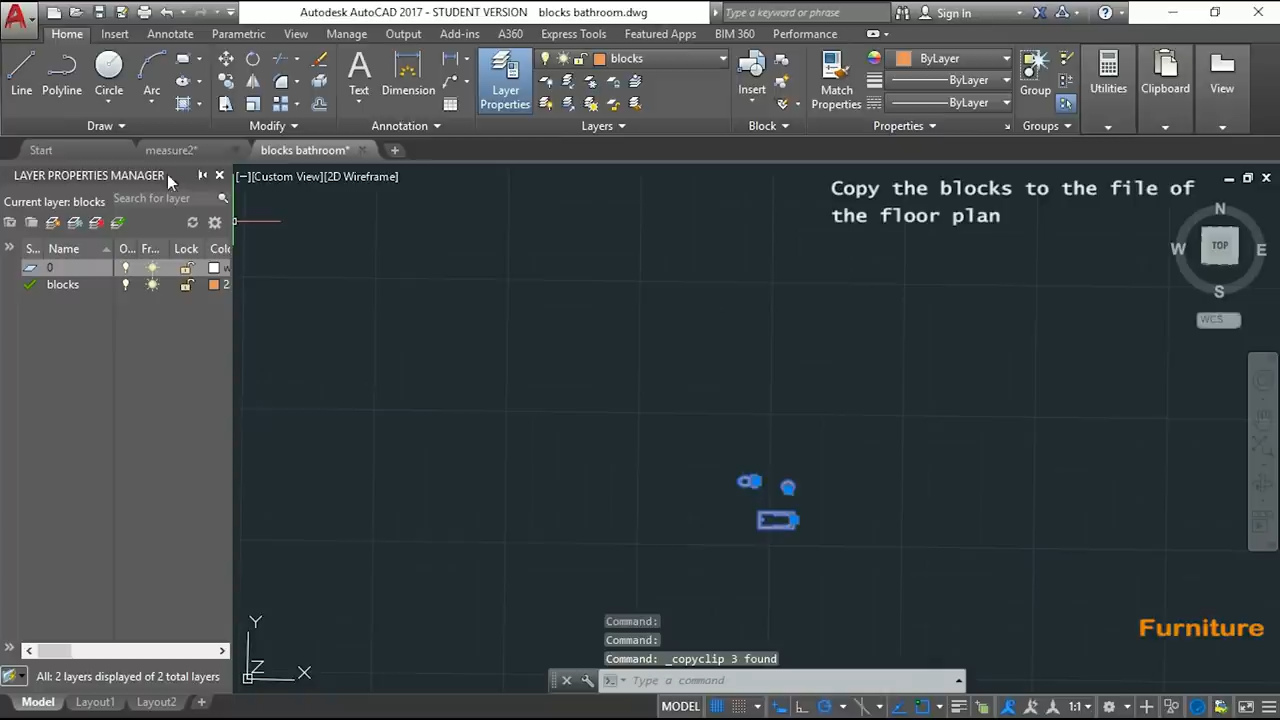 Autodesk AutoCAD 2017 - STUDENT VERSION blocks bathroom.dwg
Type a keyword or phrase
Sign In
Home Insert Annotate Parametric View Manage Output Add-ins A360 Express Tools Featured Apps BIM 360 Performance
blocks ByLayer
Line Polyline Circle Arc Text Dimension Layer Properties Insert Match Properties ByLayer Group Utilities Clipboard View
ByLayer
Draw Modify Annotation Layers Block Properties Groups
Start measure2* blocks bathroom*
LAYER PROPERTIES MANAGER
[−][Custom View][2D Wireframe]
Current layer: blocks
Search for layer
Copy the blocks to the file of
the floor plan
S... Name O.. Fr... Lock Colo
0 w
blocks 2
N
W TOP E
S
WCS
Furniture
Y
Z X
Command:
Command:
Command: _copyclip 3 found
Type a command
All: 2 layers displayed of 2 total layers
Model Layout1 Layout2 +
MODEL 1:1